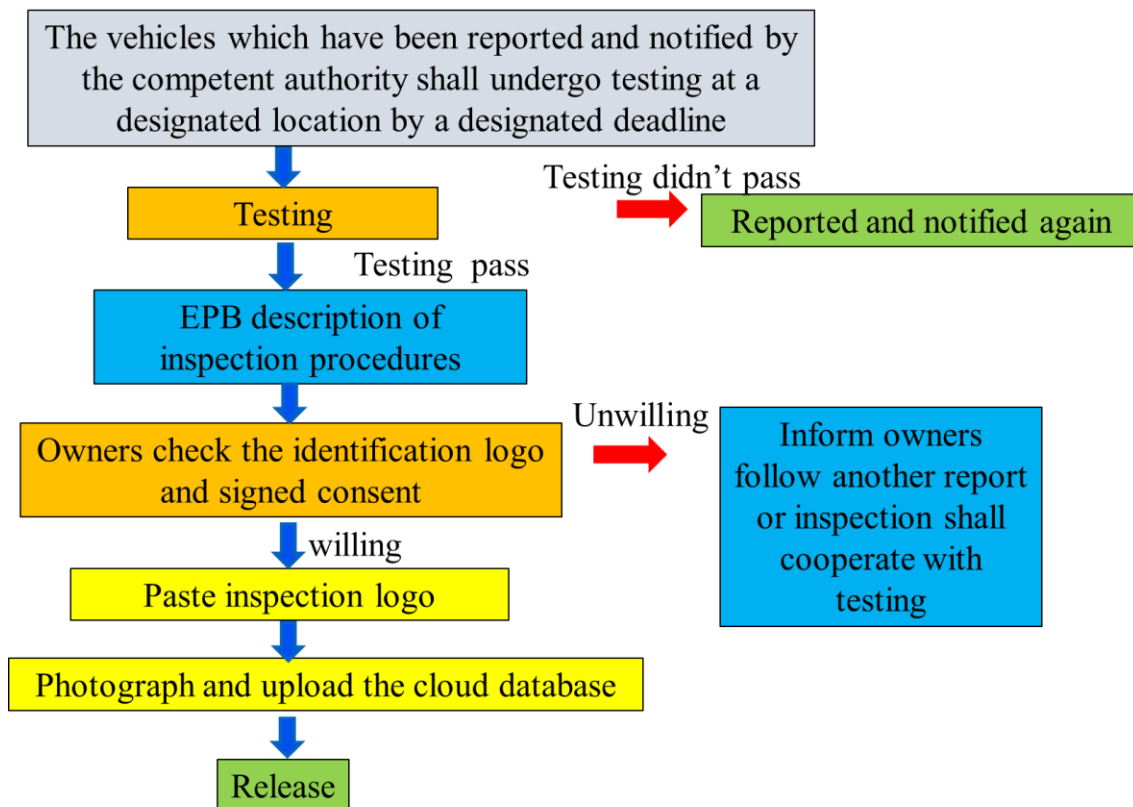 The vehicles which have been reported and notified by
the competent authority shall undergo testing at a
designated location by a designated deadline
Testing didn't pass
Testing
Reported and notified again
Testing pass
EPB description of
inspection procedures
Unwilling
Owners check the identification logo
and signed consent
Inform owners
follow another report
or inspection shall
cooperate with
testing
willing
Paste inspection logo
Photograph and upload the cloud database
Release